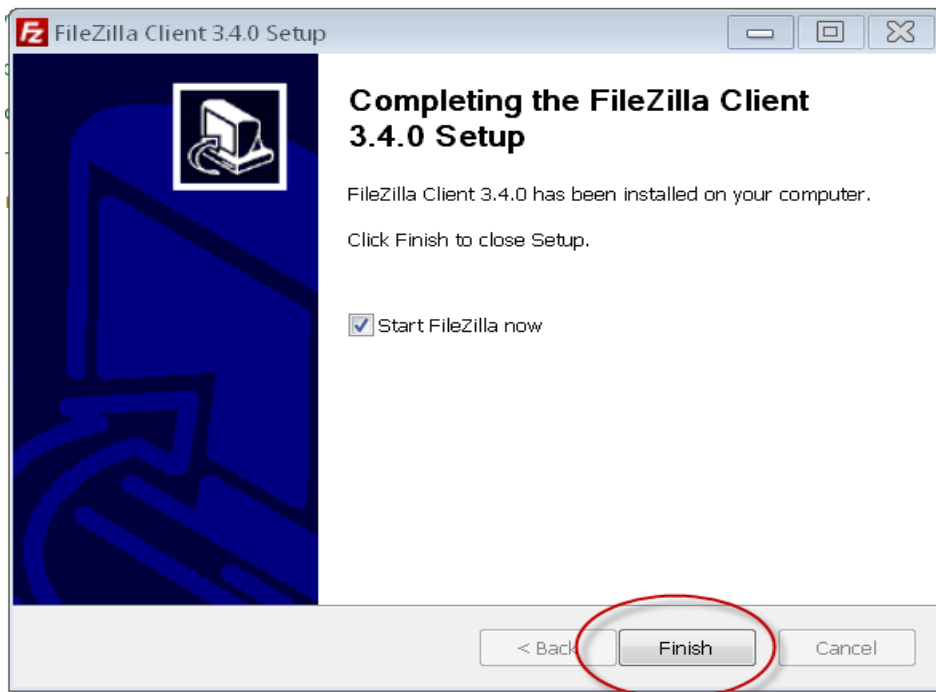 FileZilla Client 3.4.0 Setup
Completing the FileZilla Client
3.4.0 Setup
FileZilla Client 3.4.0 has been installed on your computer.
Click Finish to close Setup.
Start FileZilla now
< Back
Finish
Cancel